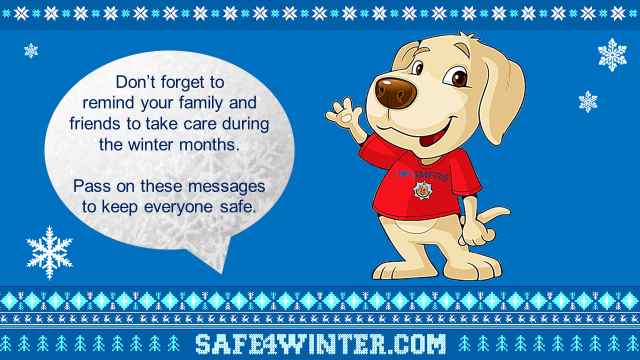 Don't forget to
remind your family and
friends to take care during
the winter months.
Pass on these messages
to keep everyone safe.
I ♥ GMFRS
SAFE4WINTER.COM